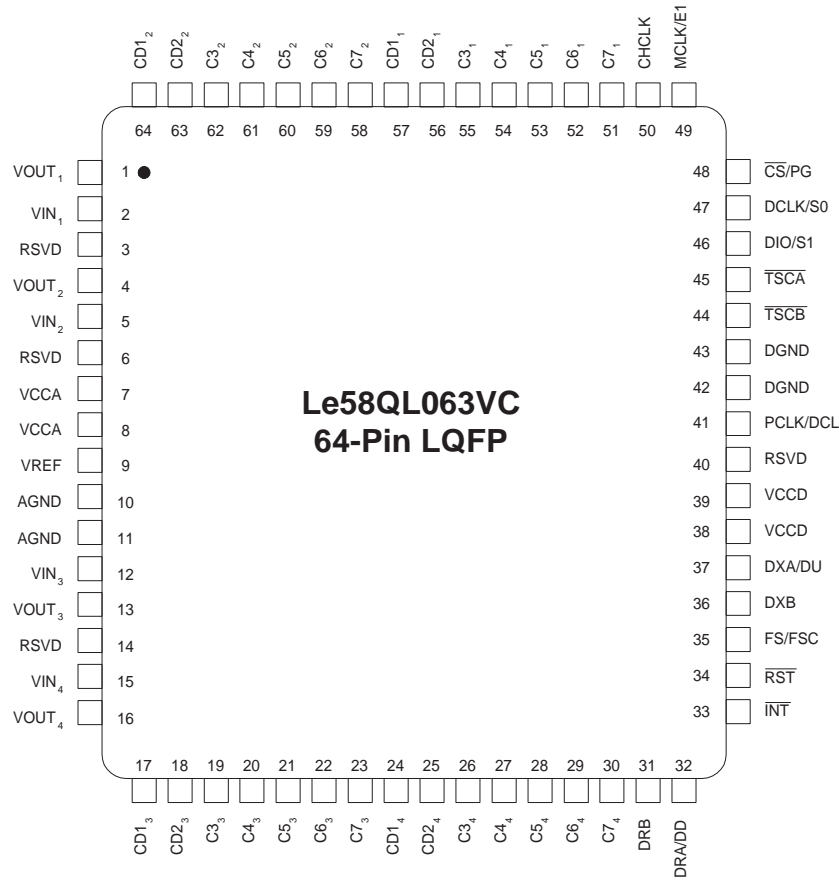 CD1₂ CD2₂ C3₂ C4₂ C5₂ C6₂ C7₂ CD1₁ CD2₁ C3₁ C4₁ C5₁ C6₁ C7₁ CHCLK MCLK/E1
64 63 62 61 60 59 58 57 56 55 54 53 52 51 50 49
VOUT₁ 1 48 C̅S̅/PG
VIN₁ 2 47 DCLK/S0
RSVD 3 46 DIO/S1
VOUT₂ 4 45 T̅S̅C̅A̅
VIN₂ 5 44 T̅S̅C̅B̅
RSVD 6 43 DGND
VCCA 7 42 DGND
Le58QL063VC
VCCA 8 41 PCLK/DCL
64-Pin LQFP
VREF 9 40 RSVD
AGND 10 39 VCCD
AGND 11 38 VCCD
VIN₃ 12 37 DXA/DU
VOUT₃ 13 36 DXB
RSVD 14 35 FS/FSC
VIN₄ 15 34 R̅S̅T̅
VOUT₄ 16 33 I̅N̅T̅
17 18 19 20 21 22 23 24 25 26 27 28 29 30 31 32
CD1₃ CD2₃ C3₃ C4₃ C5₃ C6₃ C7₃ CD1₄ CD2₄ C3₄ C4₄ C5₄ C6₄ C7₄ DRB DRA/DD